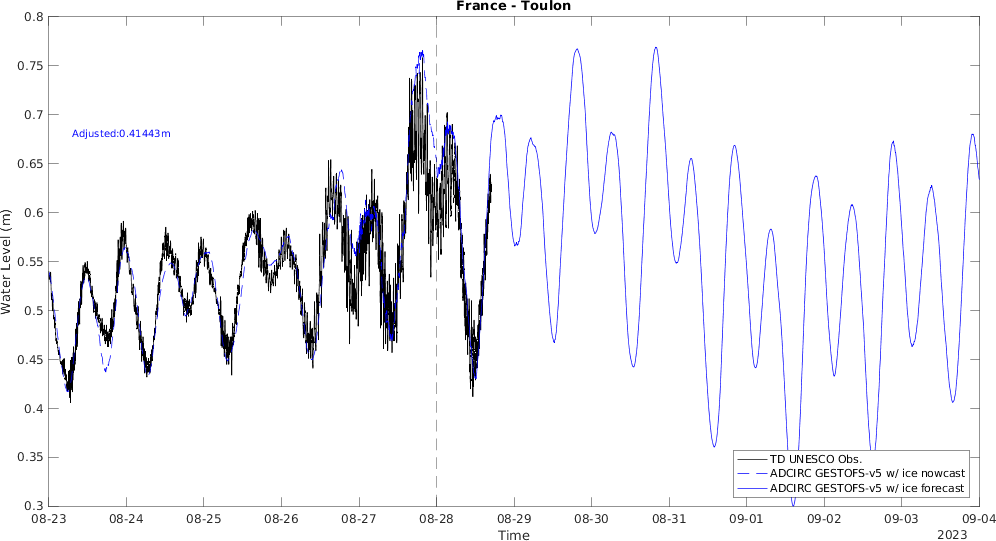 France - Toulon
Water Level (m)
0.8
0.75
0.7
0.65
0.6
0.55
0.5
0.45
0.4
0.35
0.3
Adjusted:0.41443m
TD UNESCO Obs.
ADCIRC GESTOFS-v5 w/ ice nowcast
ADCIRC GESTOFS-v5 w/ ice forecast
08-23 08-24 08-25 08-26 08-27 08-28 08-29 08-30 08-31 09-01 09-02 09-03 09-04
Time
2023